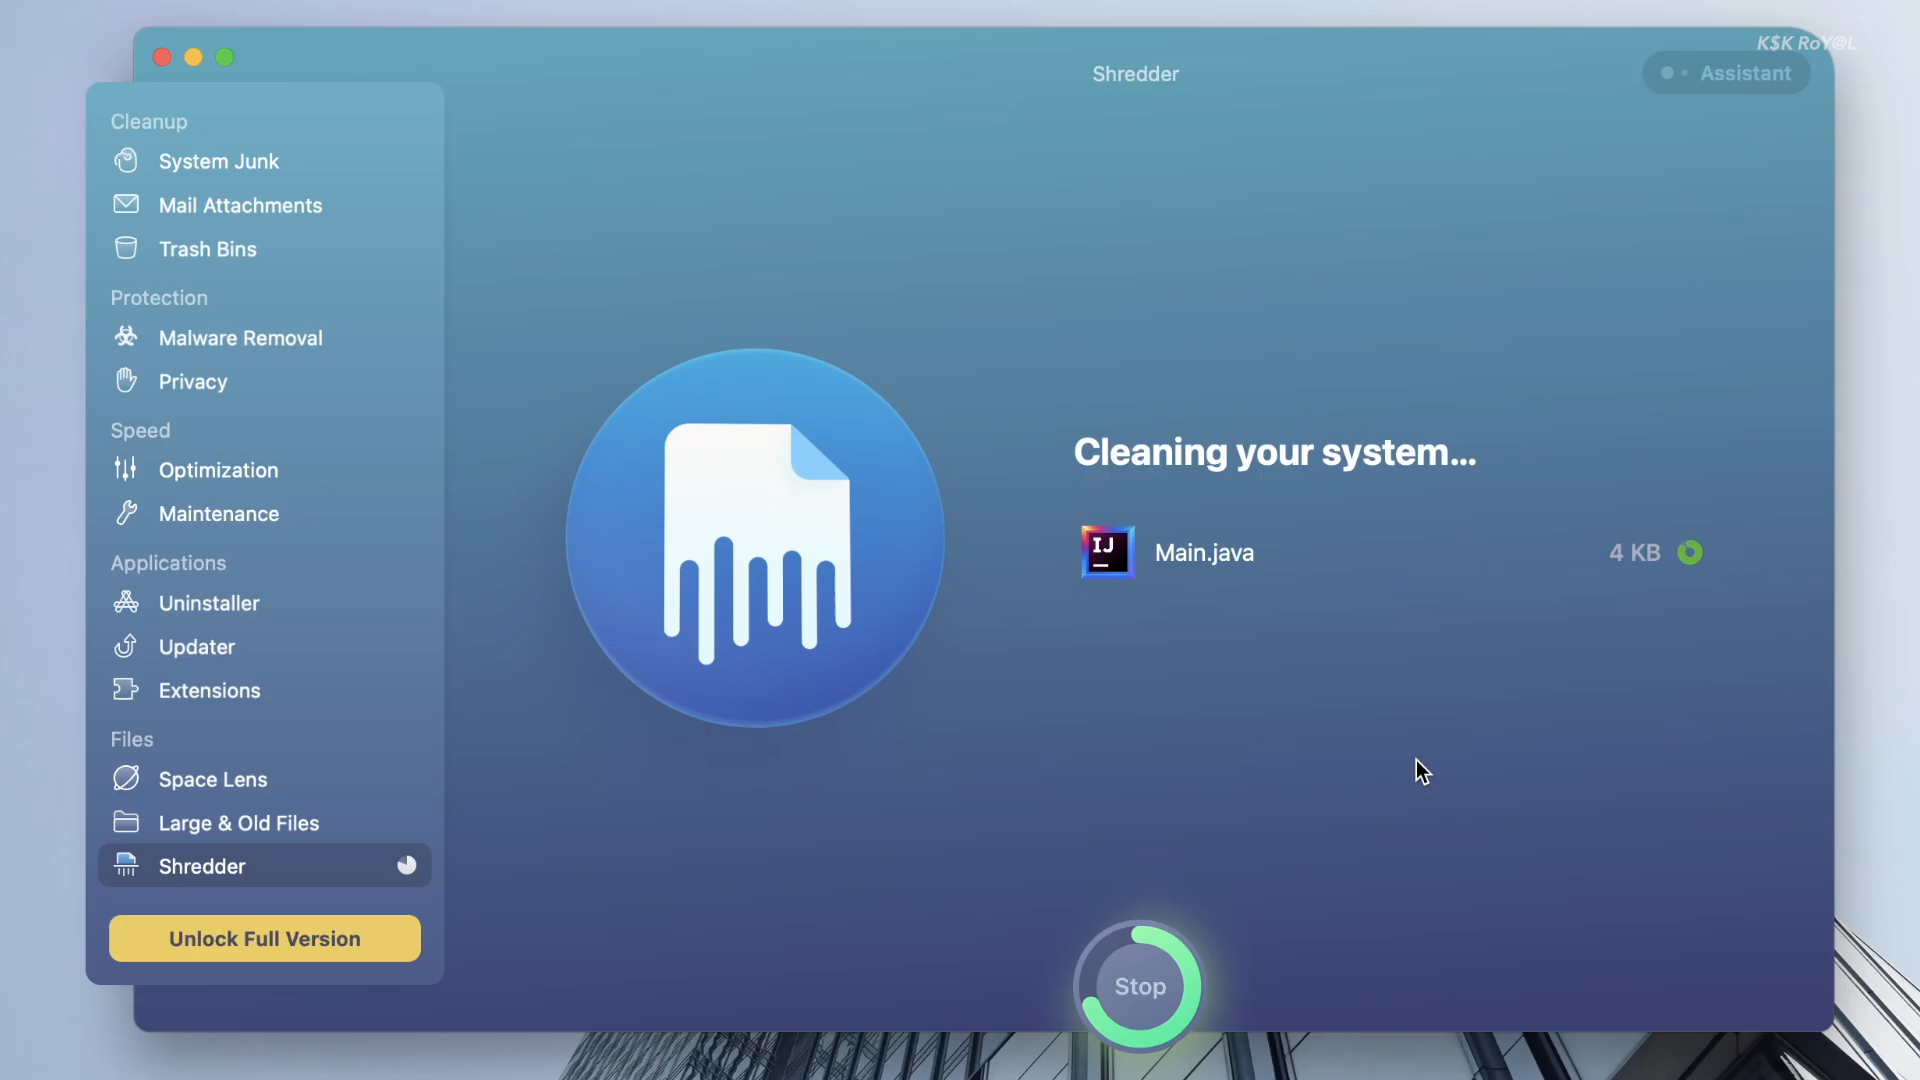 K$K RoY@L
Shredder
Assistant
Cleanup
System Junk
Mail Attachments
Trash Bins
Protection
Malware Removal
Privacy
Speed
Optimization
Maintenance
Applications
Uninstaller
Updater
Extensions
Files
Space Lens
Large & Old Files
Shredder
Unlock Full Version
Cleaning your system...
IJ
Main.java
4 KB
Stop